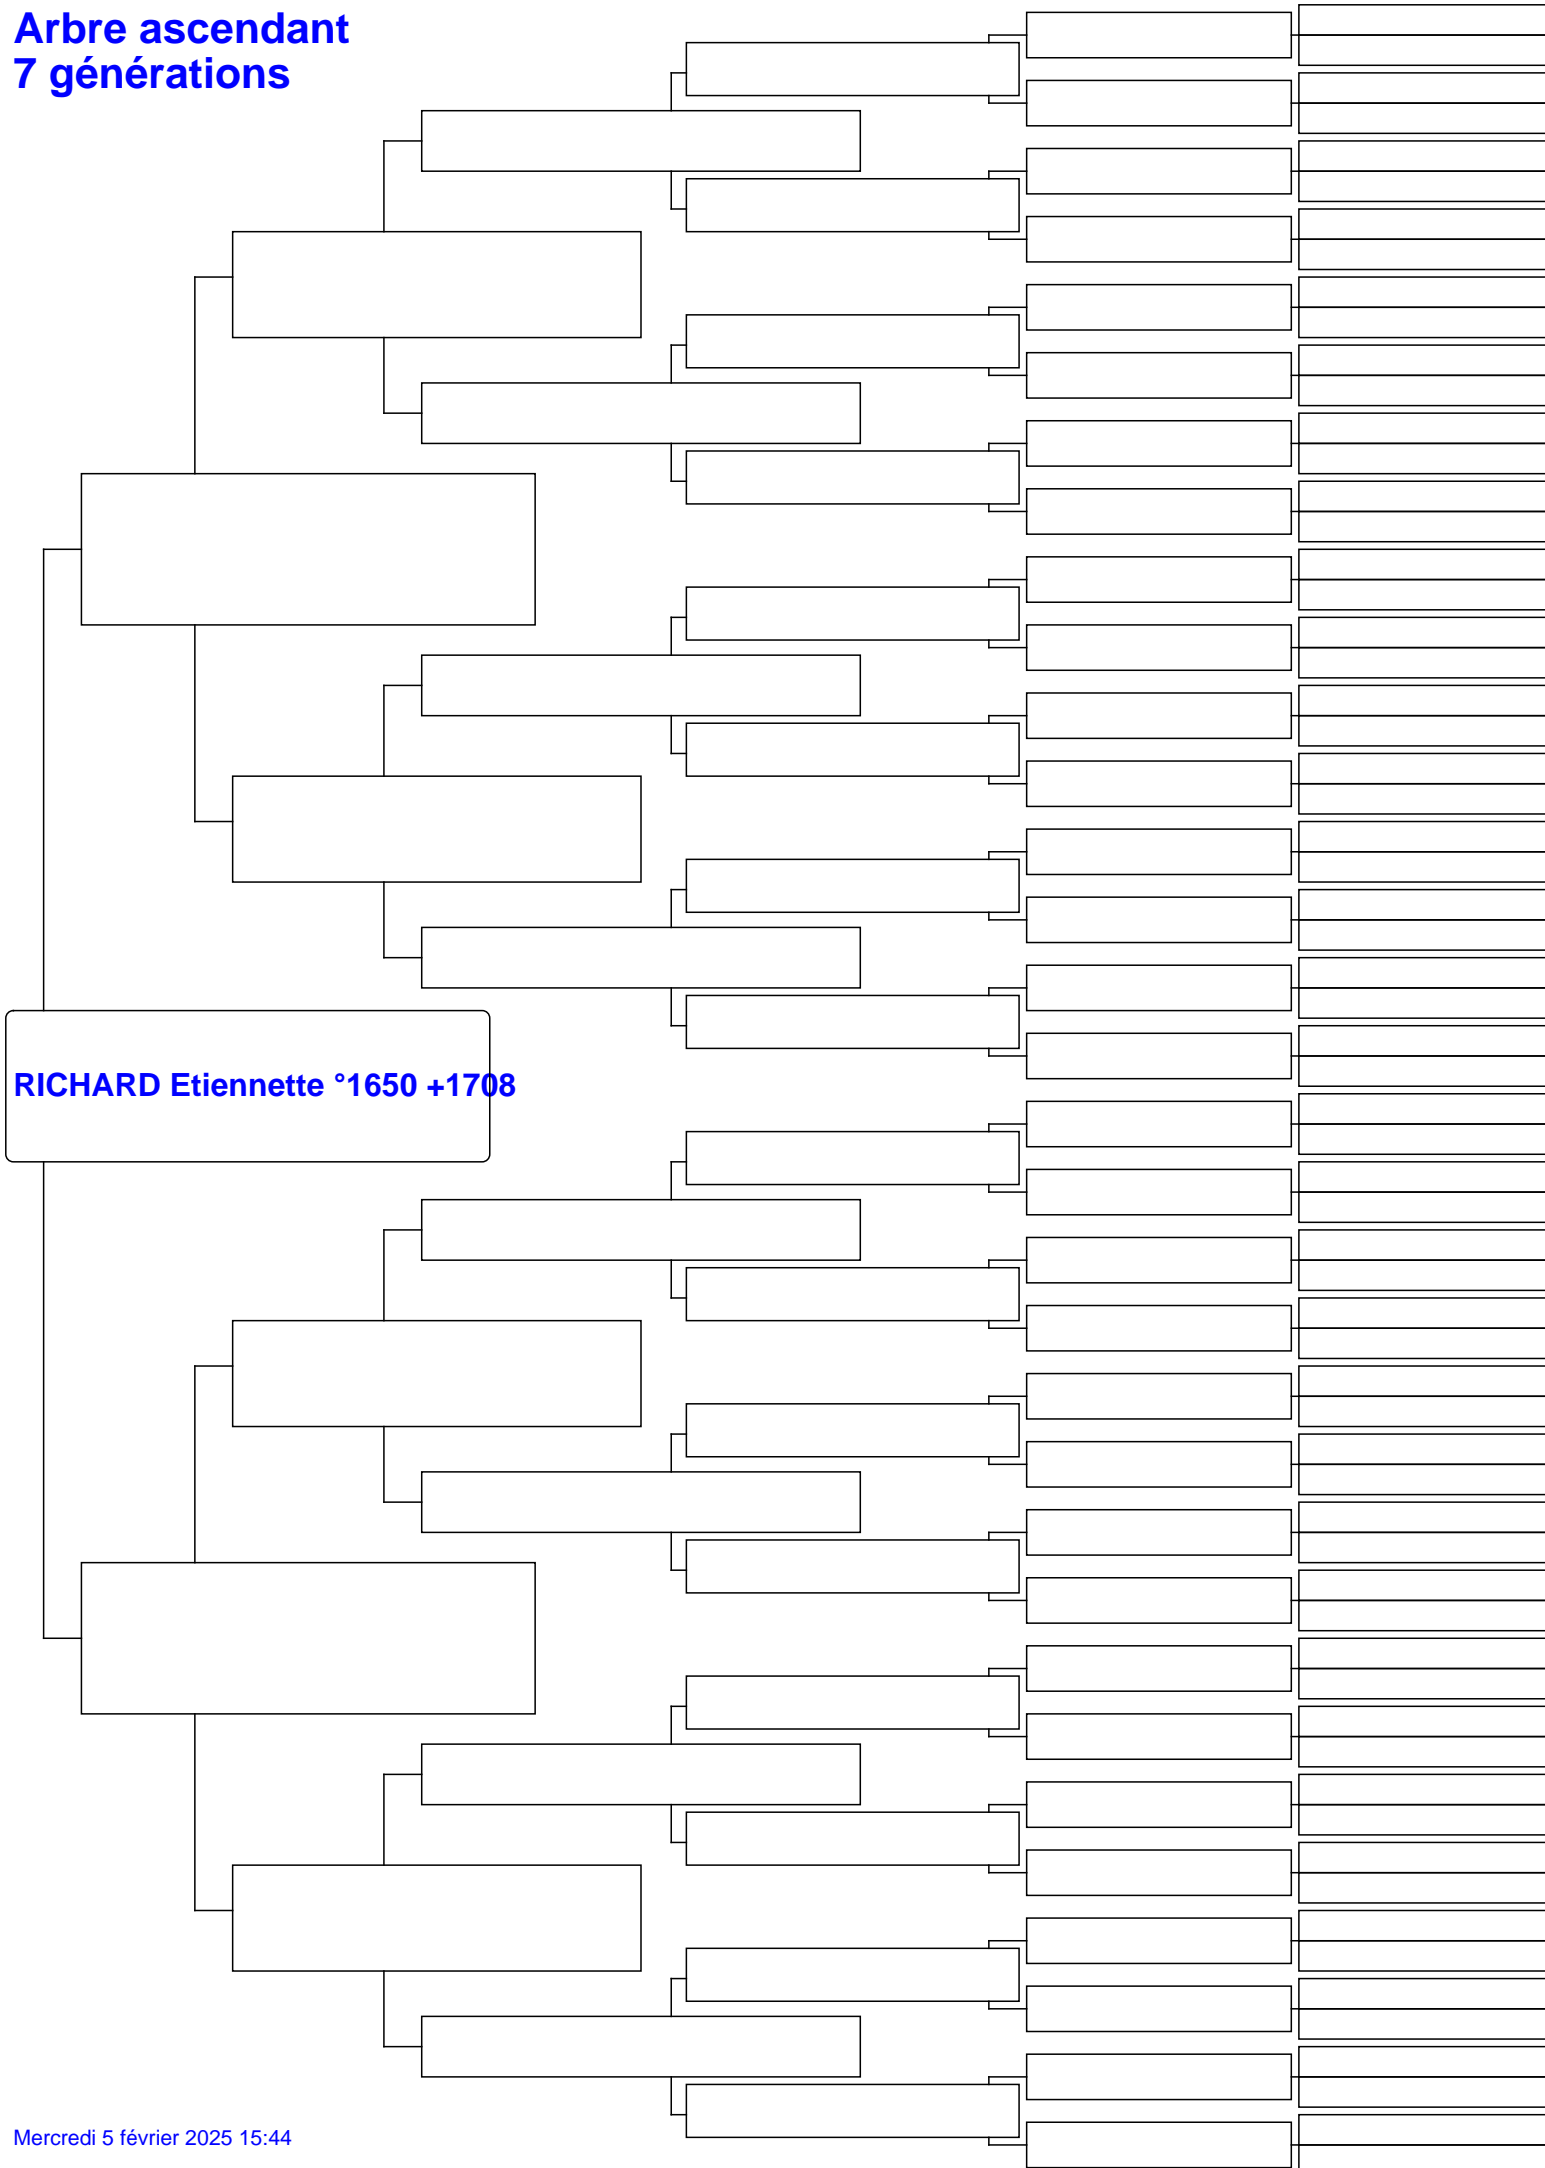 Arbre ascendant
7 générations
RICHARD Etiennette °1650 +1708
Mercredi 5 février 2025 15:44